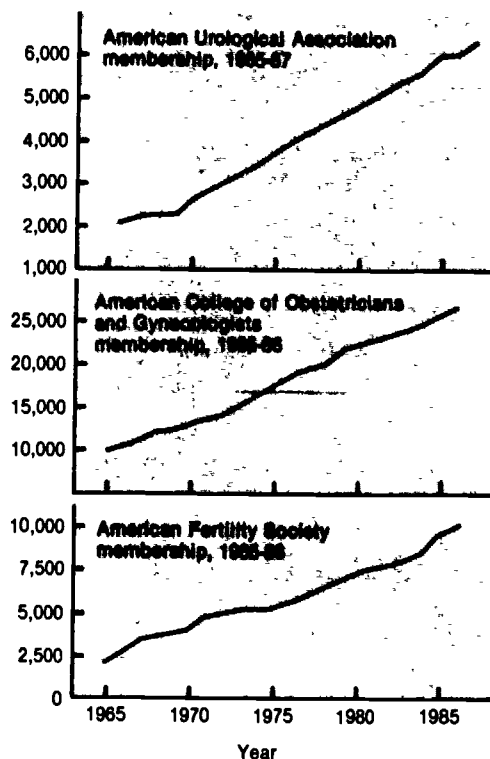 American Urological Association
membership, 1965-87
6,000
5,000
4,000
3,000
2,000
1,000
American College of Obstetricians
and Gynecologists
membership, 1965-86
25,000
20,000
15,000
10,000
American Fertility Society
membership, 1965-86
10,000
7,500
5,000
2,500
0
1965 1970 1975 1980 1985
Year